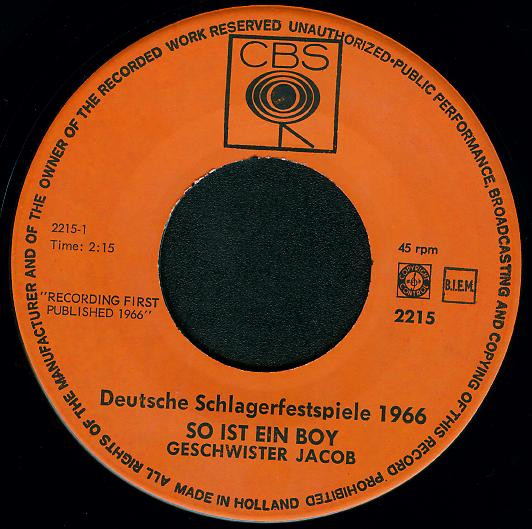 ALL RIGHTS OF THE MANUFACTURER AND OF THE OWNER OF THE RECORDED WORK RESERVED UNAUTHORIZED•PUBLIC PERFORMANCE, BROADCASTING AND COPYING OF THIS RECORD PROHIBITED
CBS
2215-1
Time: 2:15
45 rpm
COPYRIGHT
CONTROL
B.I.E.M.
2215
"RECORDING FIRST
PUBLISHED 1966"
Deutsche Schlagerfestspiele 1966
SO IST EIN BOY
GESCHWISTER JACOB
MADE IN HOLLAND